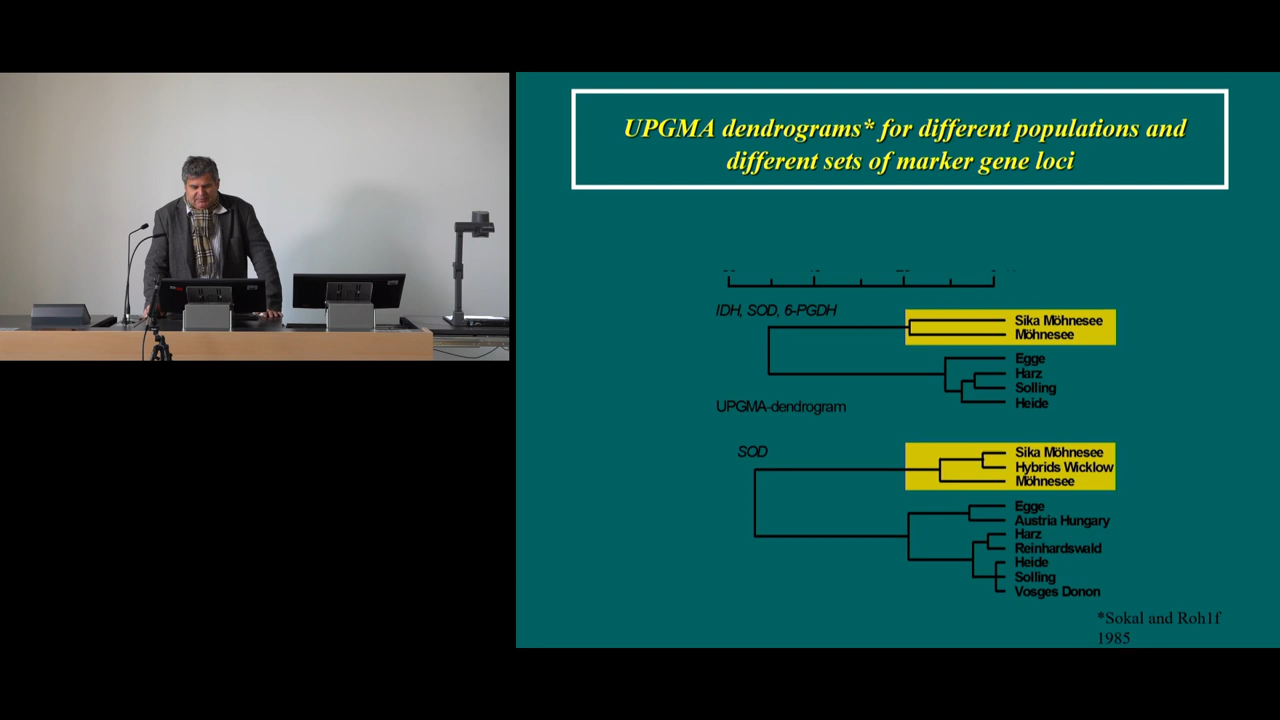 UPGMA dendrograms* for different populations and
different sets of marker gene loci
IDH, SOD, 6-PGDH
Sika Möhnesee
Möhnesee
Egge
Harz
Solling
Heide
UPGMA-dendrogram
SOD
Sika Möhnesee
Hybrids Wicklow
Möhnesee
Egge
Austria Hungary
Harz
Reinhardswald
Heide
Solling
Vosges Donon
*Sokal and Roh1f
1985